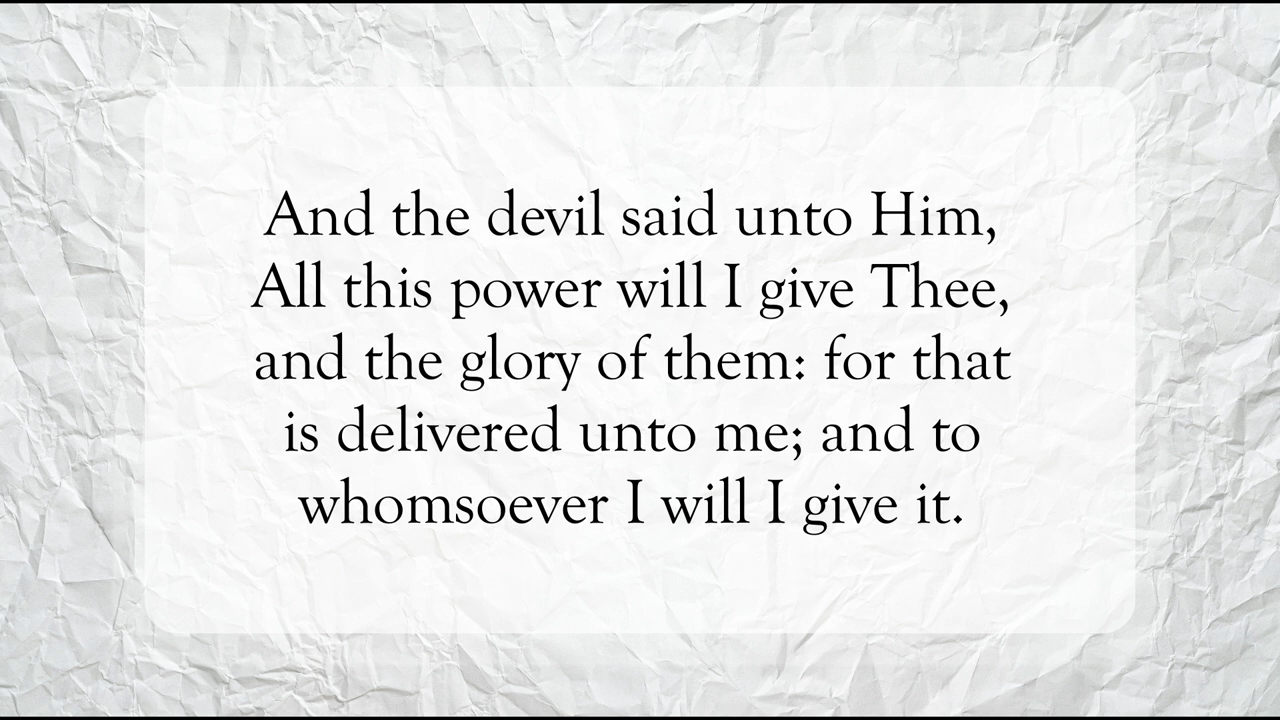 And the devil said unto Him,
All this power will I give Thee,
and the glory of them: for that
is delivered unto me; and to
whomsoever I will I give it.